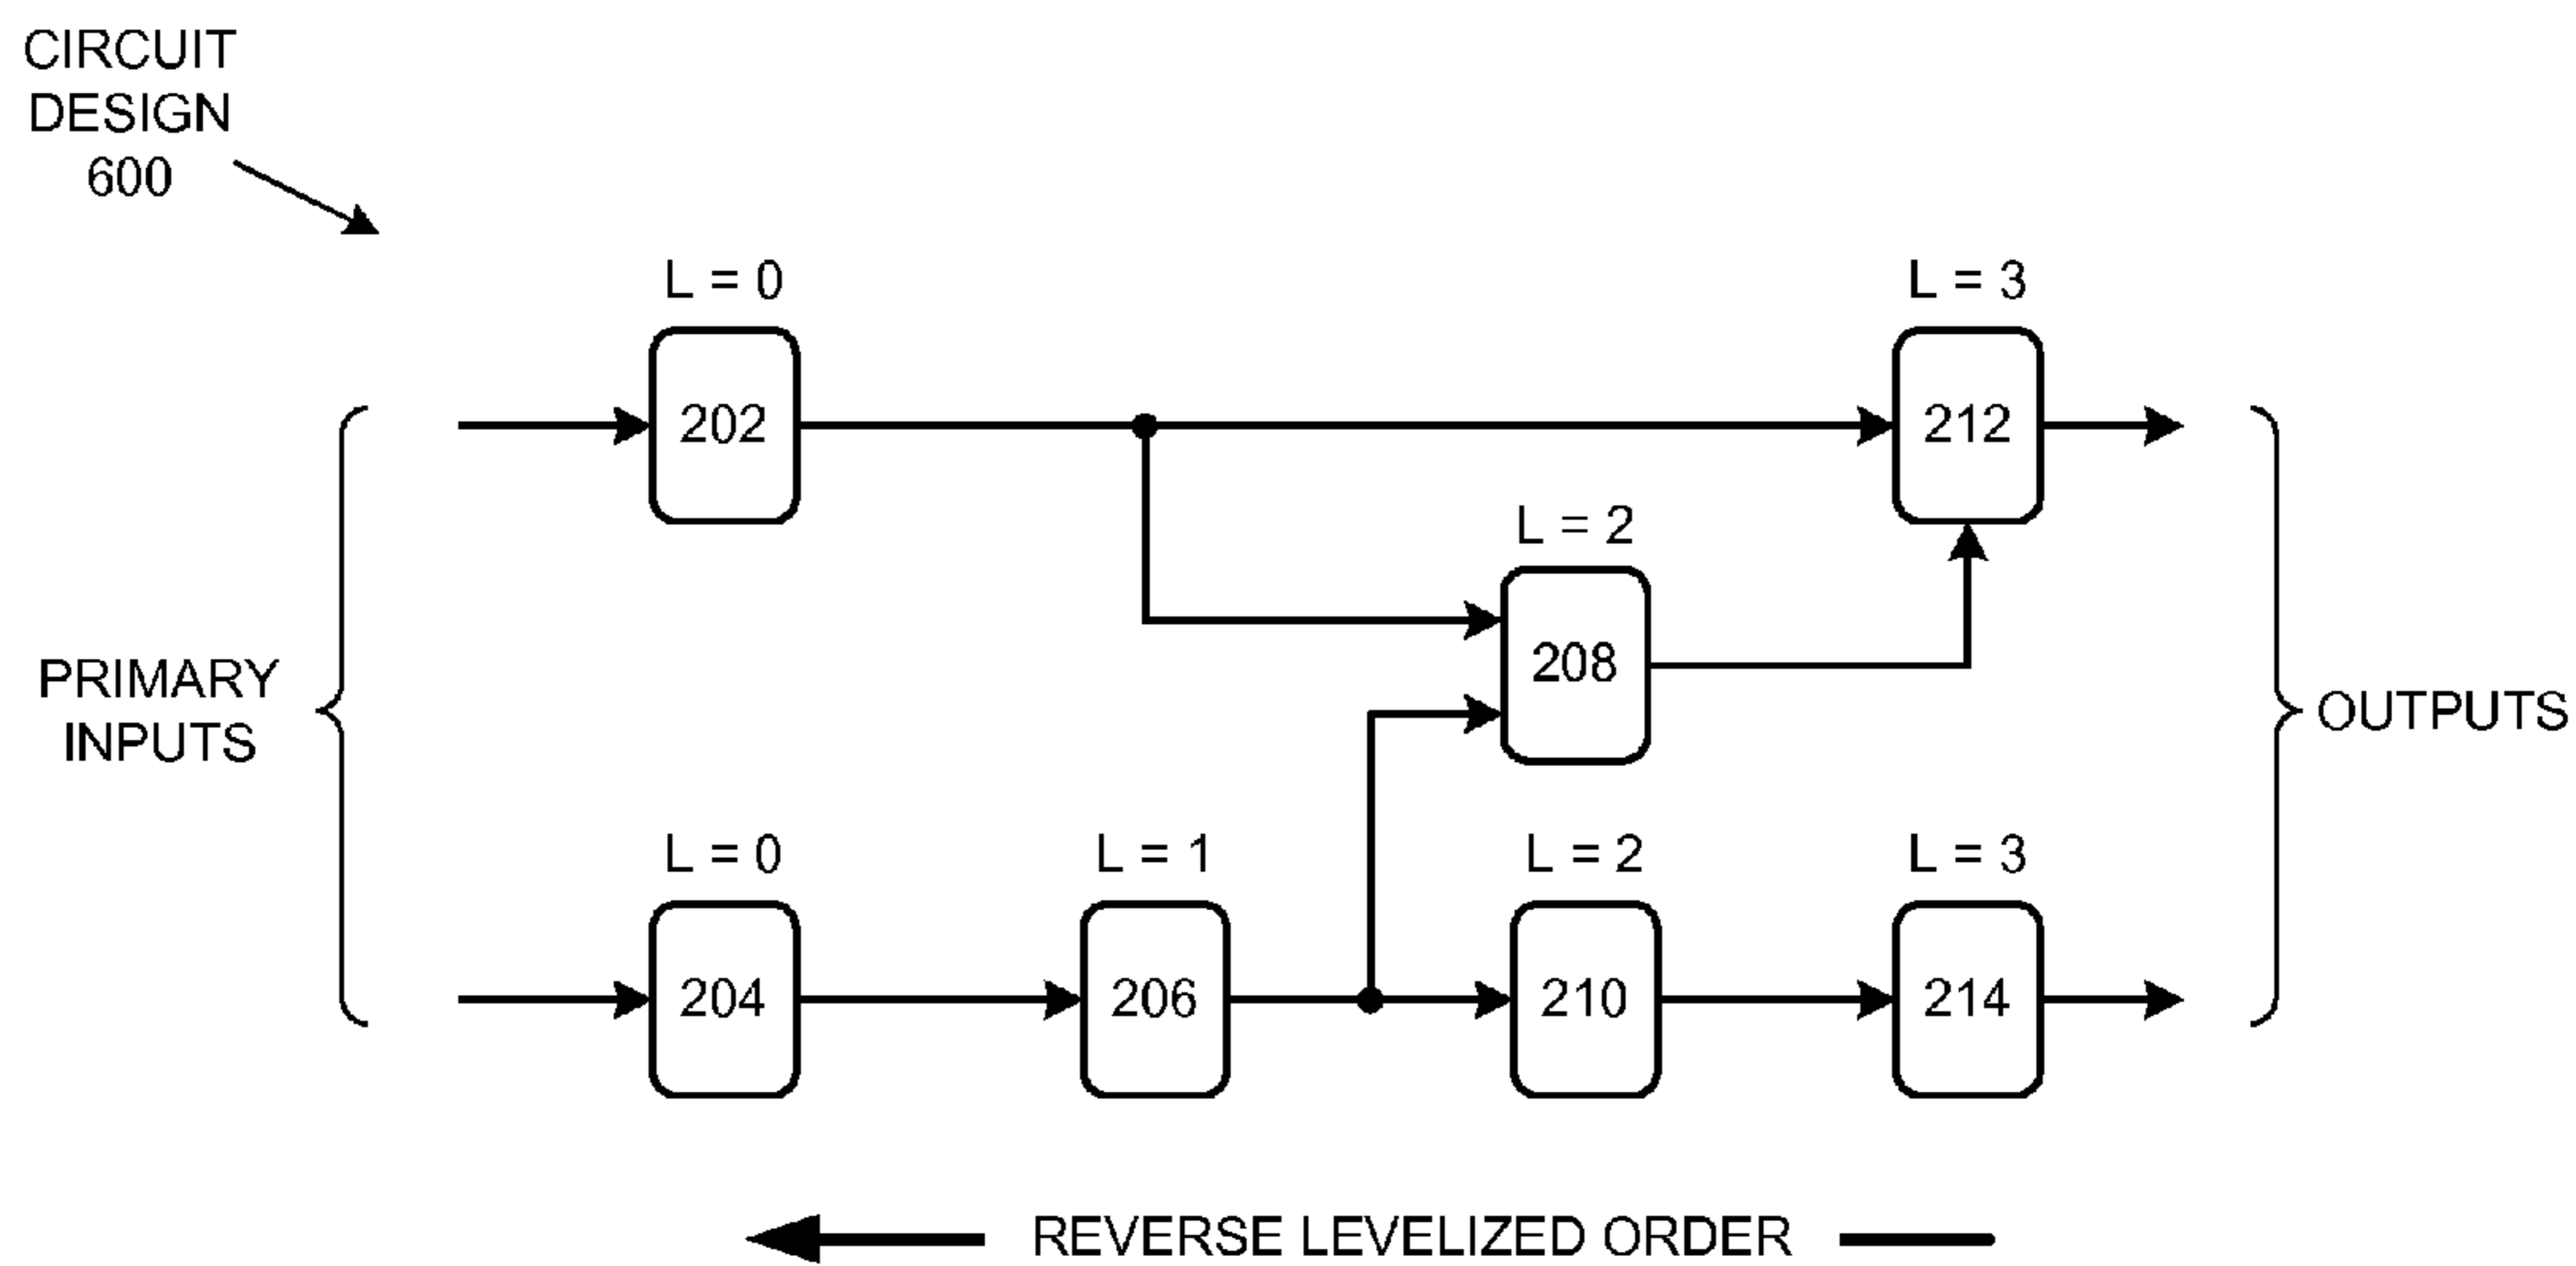 CIRCUIT
DESIGN
600
L = 0
L = 3
202
212
L = 2
208
PRIMARY
INPUTS
OUTPUTS
L = 0
L = 1
L = 2
L = 3
204
206
210
214
REVERSE LEVELIZED ORDER